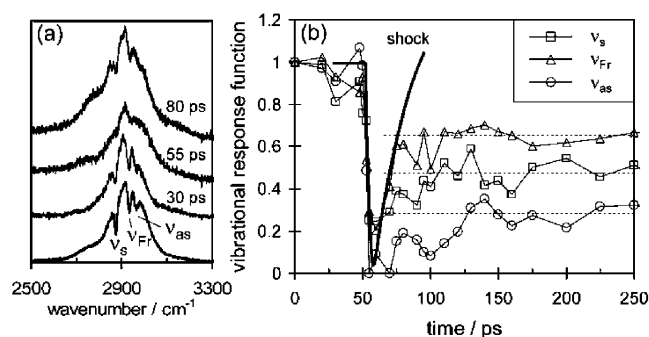 (a)
80 ps
55 ps
30 ps
νs
νFr
νas
2500 2900 3300
wavenumber / cm-1
(b)
vibrational response function
1.2
1
0.8
0.6
0.4
0.2
0
shock
νs
νFr
νas
0 50 100 150 200 250
time / ps